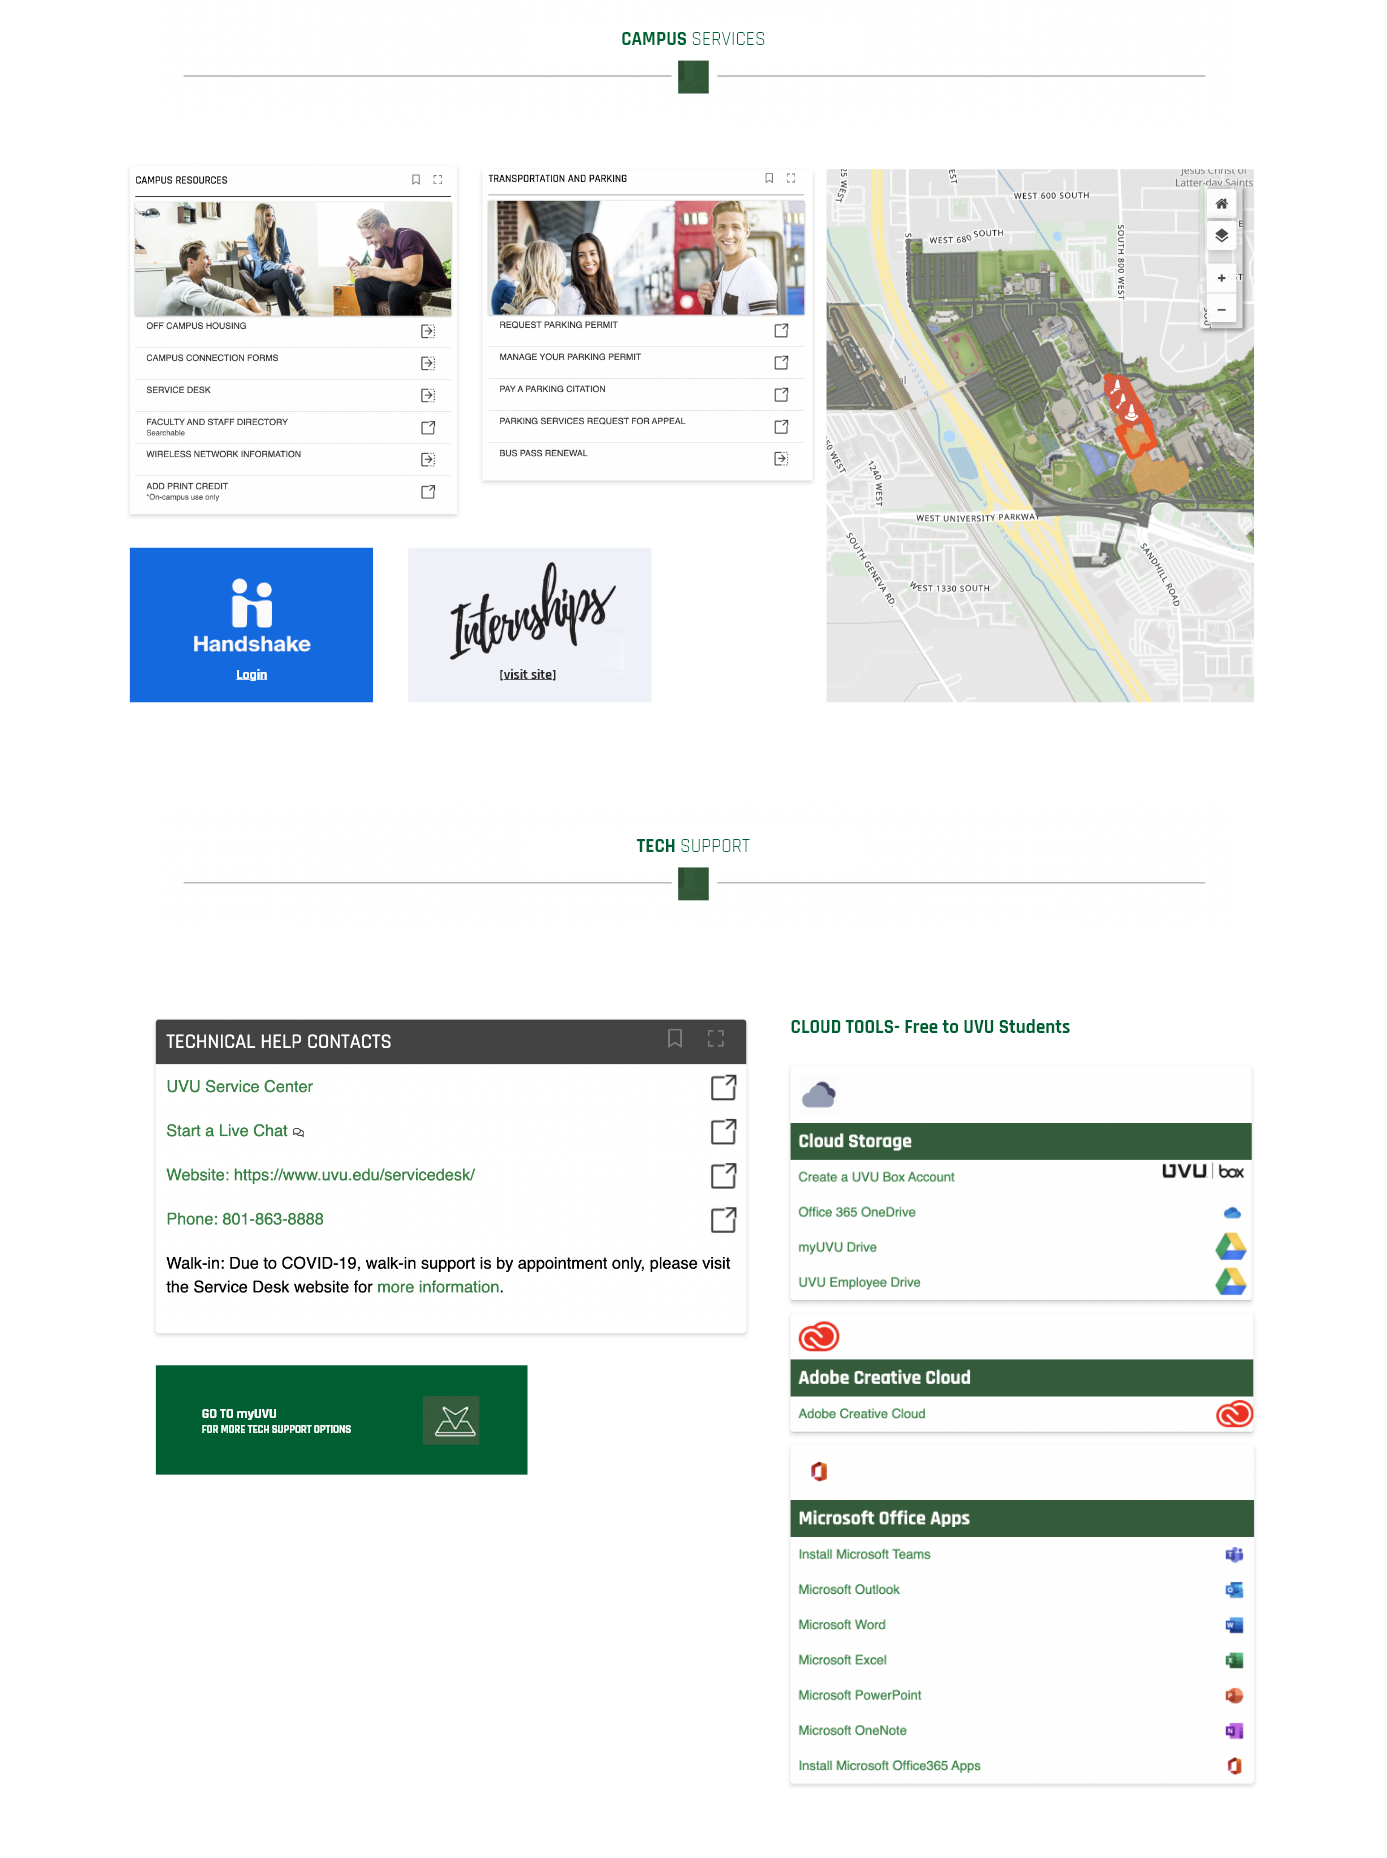 CAMPUS SERVICES
CAMPUS RESOURCES
OFF CAMPUS HOUSING
CAMPUS CONNECTION FORMS
SERVICE DESK
FACULTY AND STAFF DIRECTORY
Searchable
WIRELESS NETWORK INFORMATION
ADD PRINT CREDIT
*On-campus use only
TRANSPORTATION AND PARKING
REQUEST PARKING PERMIT
MANAGE YOUR PARKING PERMIT
PAY A PARKING CITATION
PARKING SERVICES REQUEST FOR APPEAL
BUS PASS RENEWAL
Jesus Christ of
Latter-day Saints
WEST 600 SOUTH
WEST 680 SOUTH
SOUTH 800 WEST
1240 WEST
WEST UNIVERSITY PARKWAY
SOUTH GENEVA RD.
WEST 1330 SOUTH
SANDHILL ROAD
Handshake
Login
Internships
[visit site]
TECH SUPPORT
TECHNICAL HELP CONTACTS
UVU Service Center
Start a Live Chat
Website: https://www.uvu.edu/servicedesk/
Phone: 801-863-8888
Walk-in: Due to COVID-19, walk-in support is by appointment only, please visit
the Service Desk website for more information.
GO TO myUVU
FOR MORE TECH SUPPORT OPTIONS
CLOUD TOOLS- Free to UVU Students
Cloud Storage
Create a UVU Box Account
UVU | box
Office 365 OneDrive
myUVU Drive
UVU Employee Drive
Adobe Creative Cloud
Adobe Creative Cloud
Microsoft Office Apps
Install Microsoft Teams
Microsoft Outlook
Microsoft Word
Microsoft Excel
Microsoft PowerPoint
Microsoft OneNote
Install Microsoft Office365 Apps